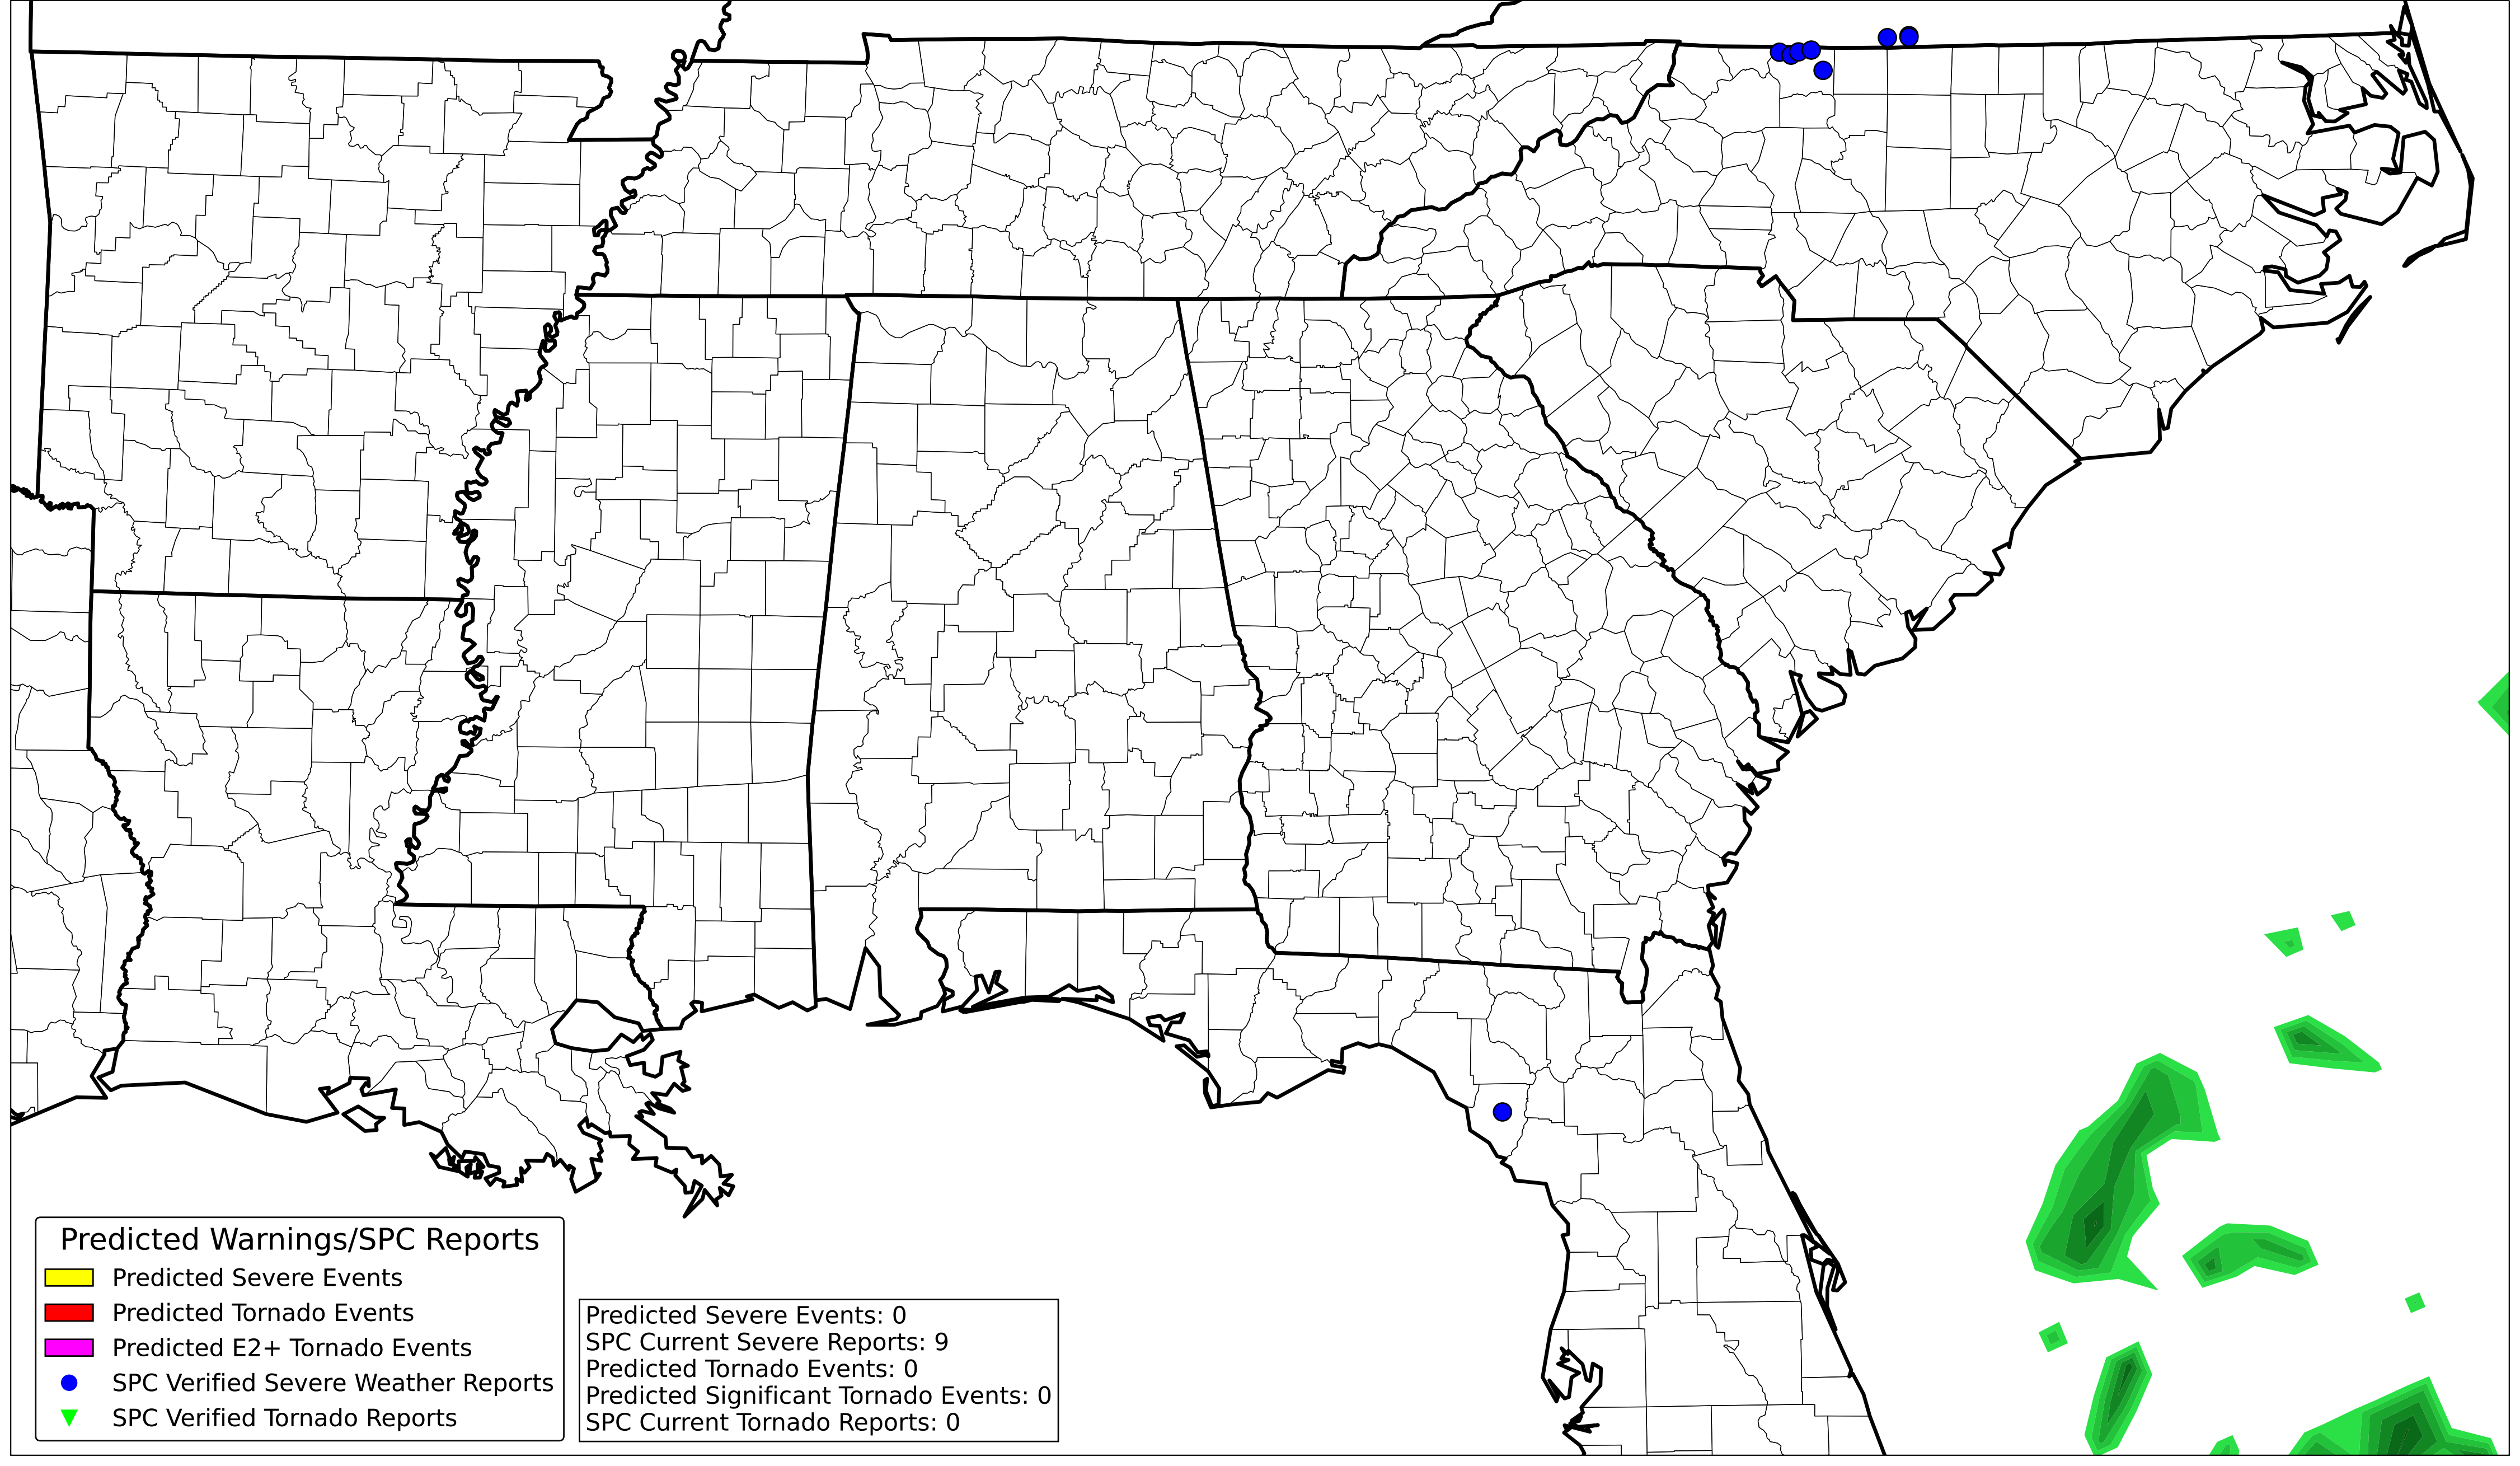 Predicted Warnings/SPC Reports
Predicted Severe Events
Predicted Tornado Events
Predicted E2+ Tornado Events
SPC Verified Severe Weather Reports
SPC Verified Tornado Reports
Predicted Severe Events: 0
SPC Current Severe Reports: 9
Predicted Tornado Events: 0
Predicted Significant Tornado Events: 0
SPC Current Tornado Reports: 0